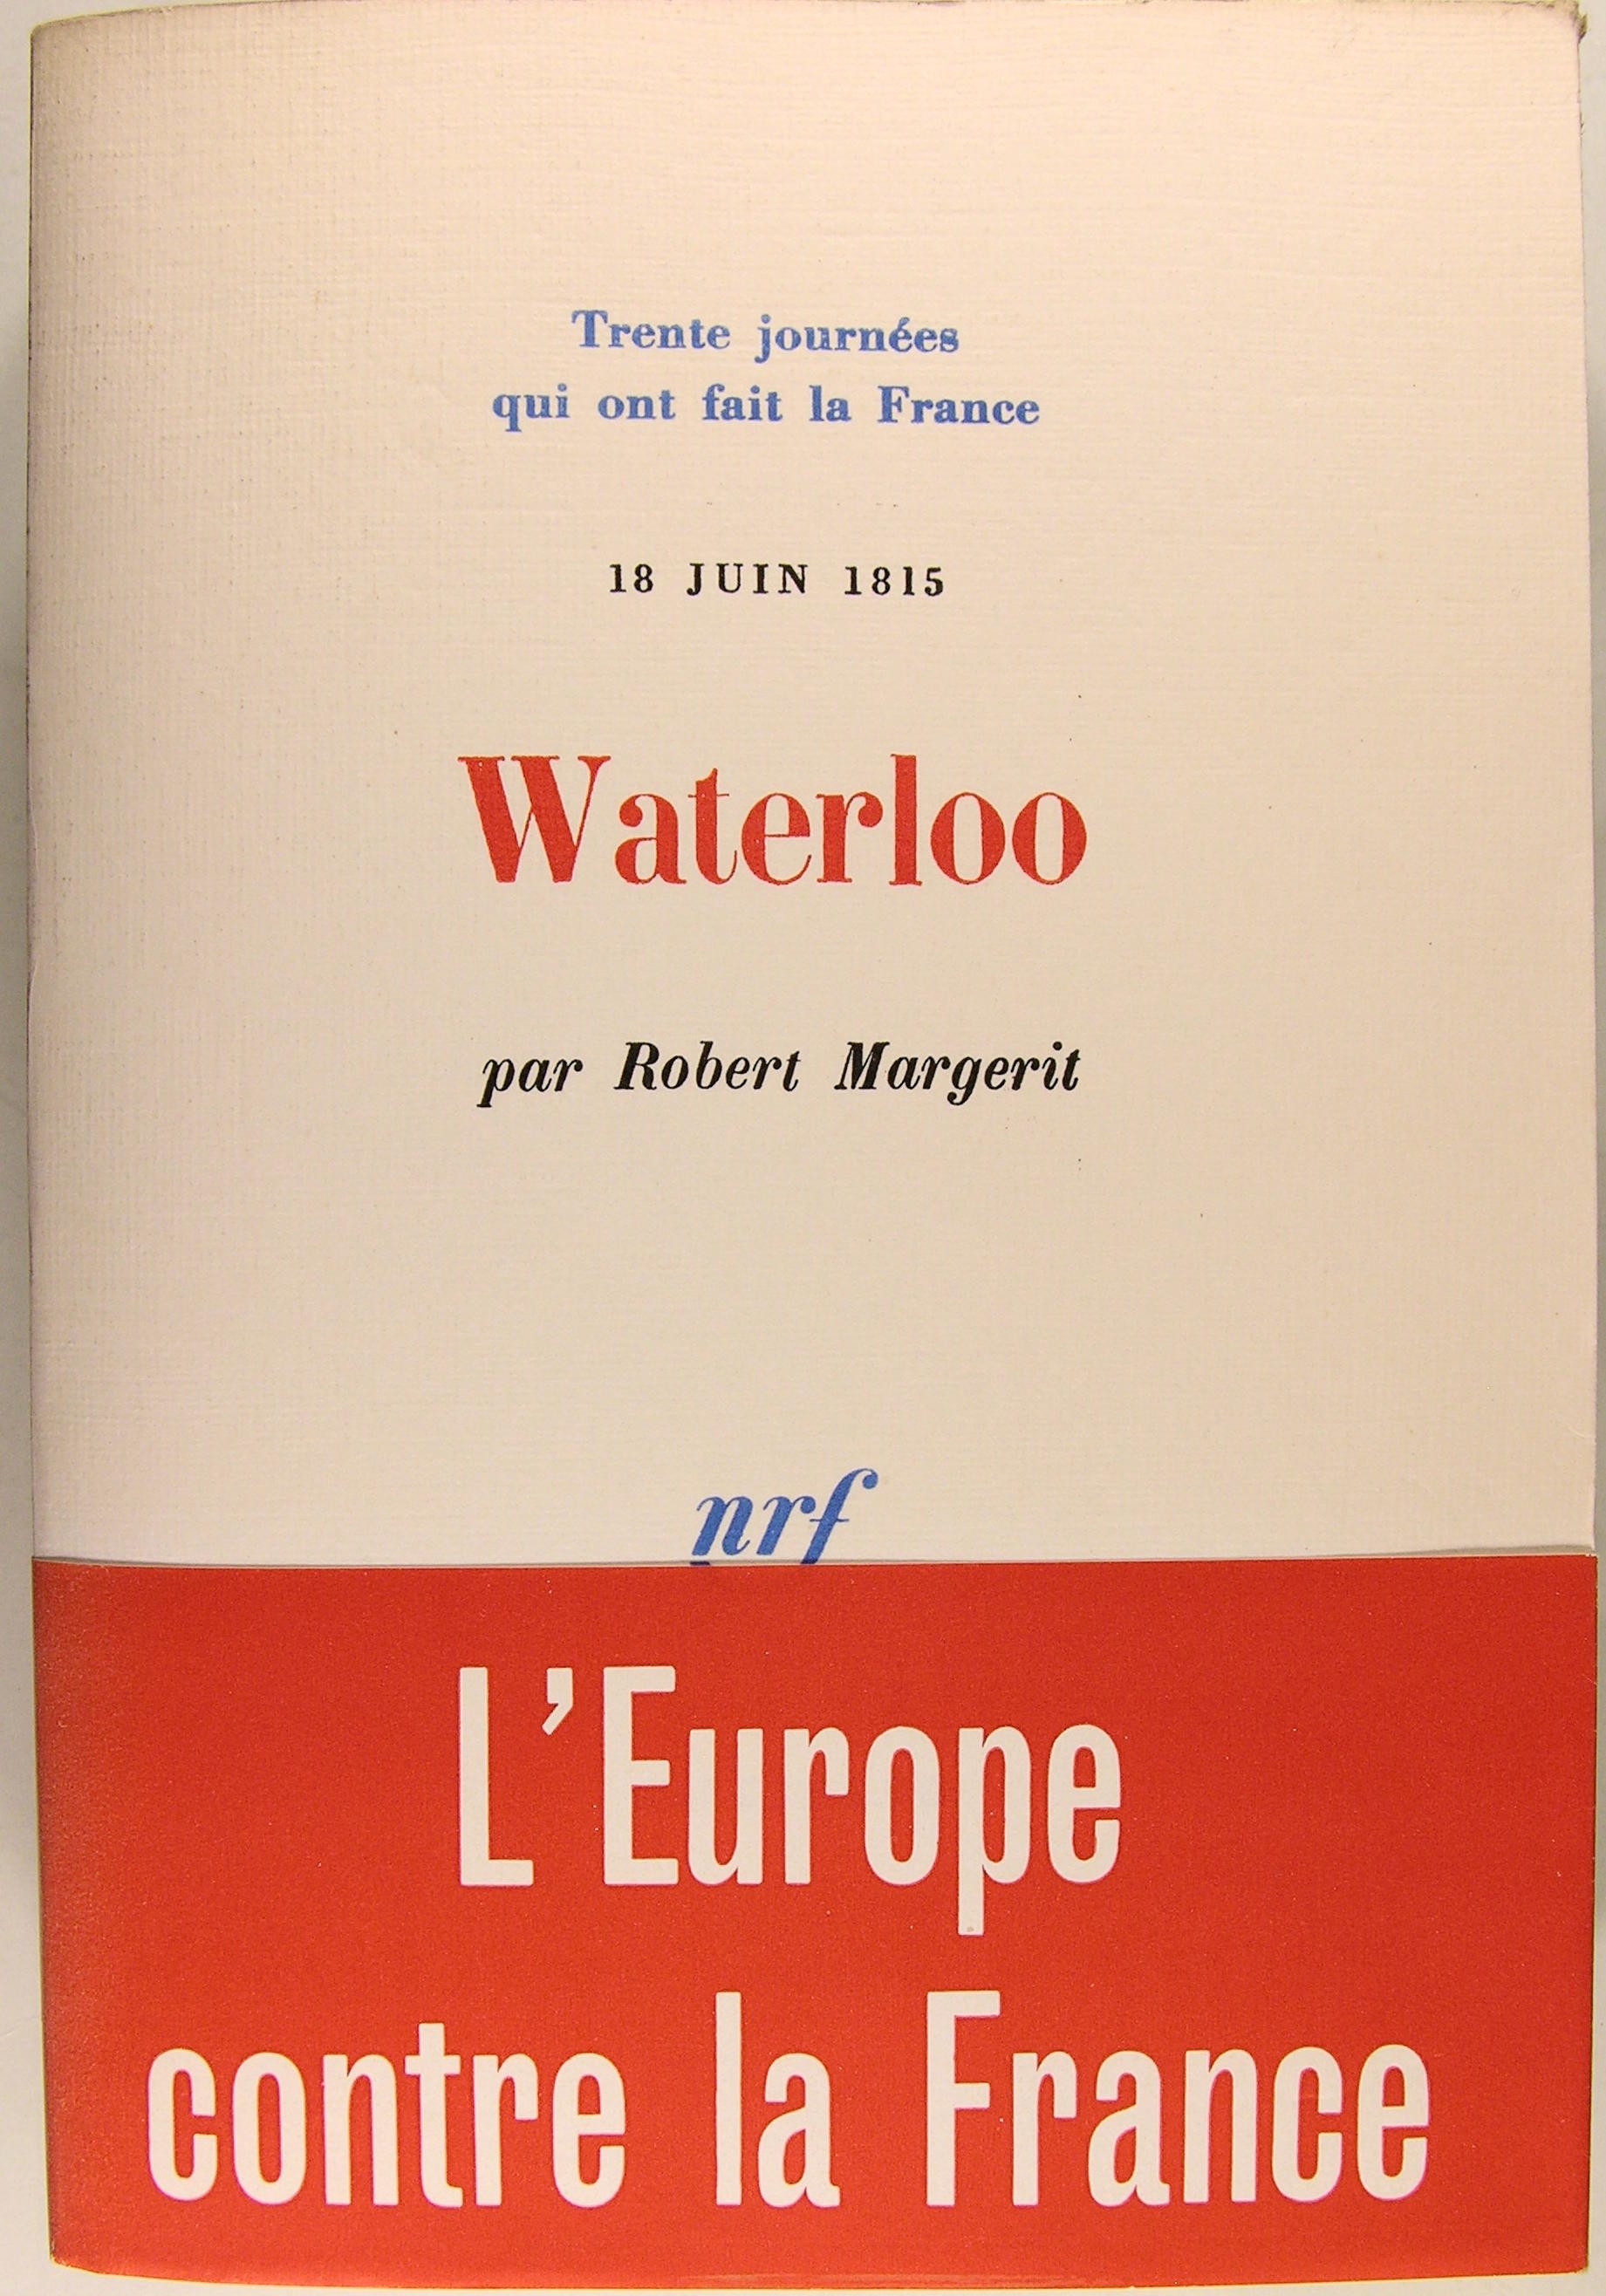 Trente journées
qui ont fait la France
18 JUIN 1815
Waterloo
par Robert Margerit
nrf
L'Europe
contre la France